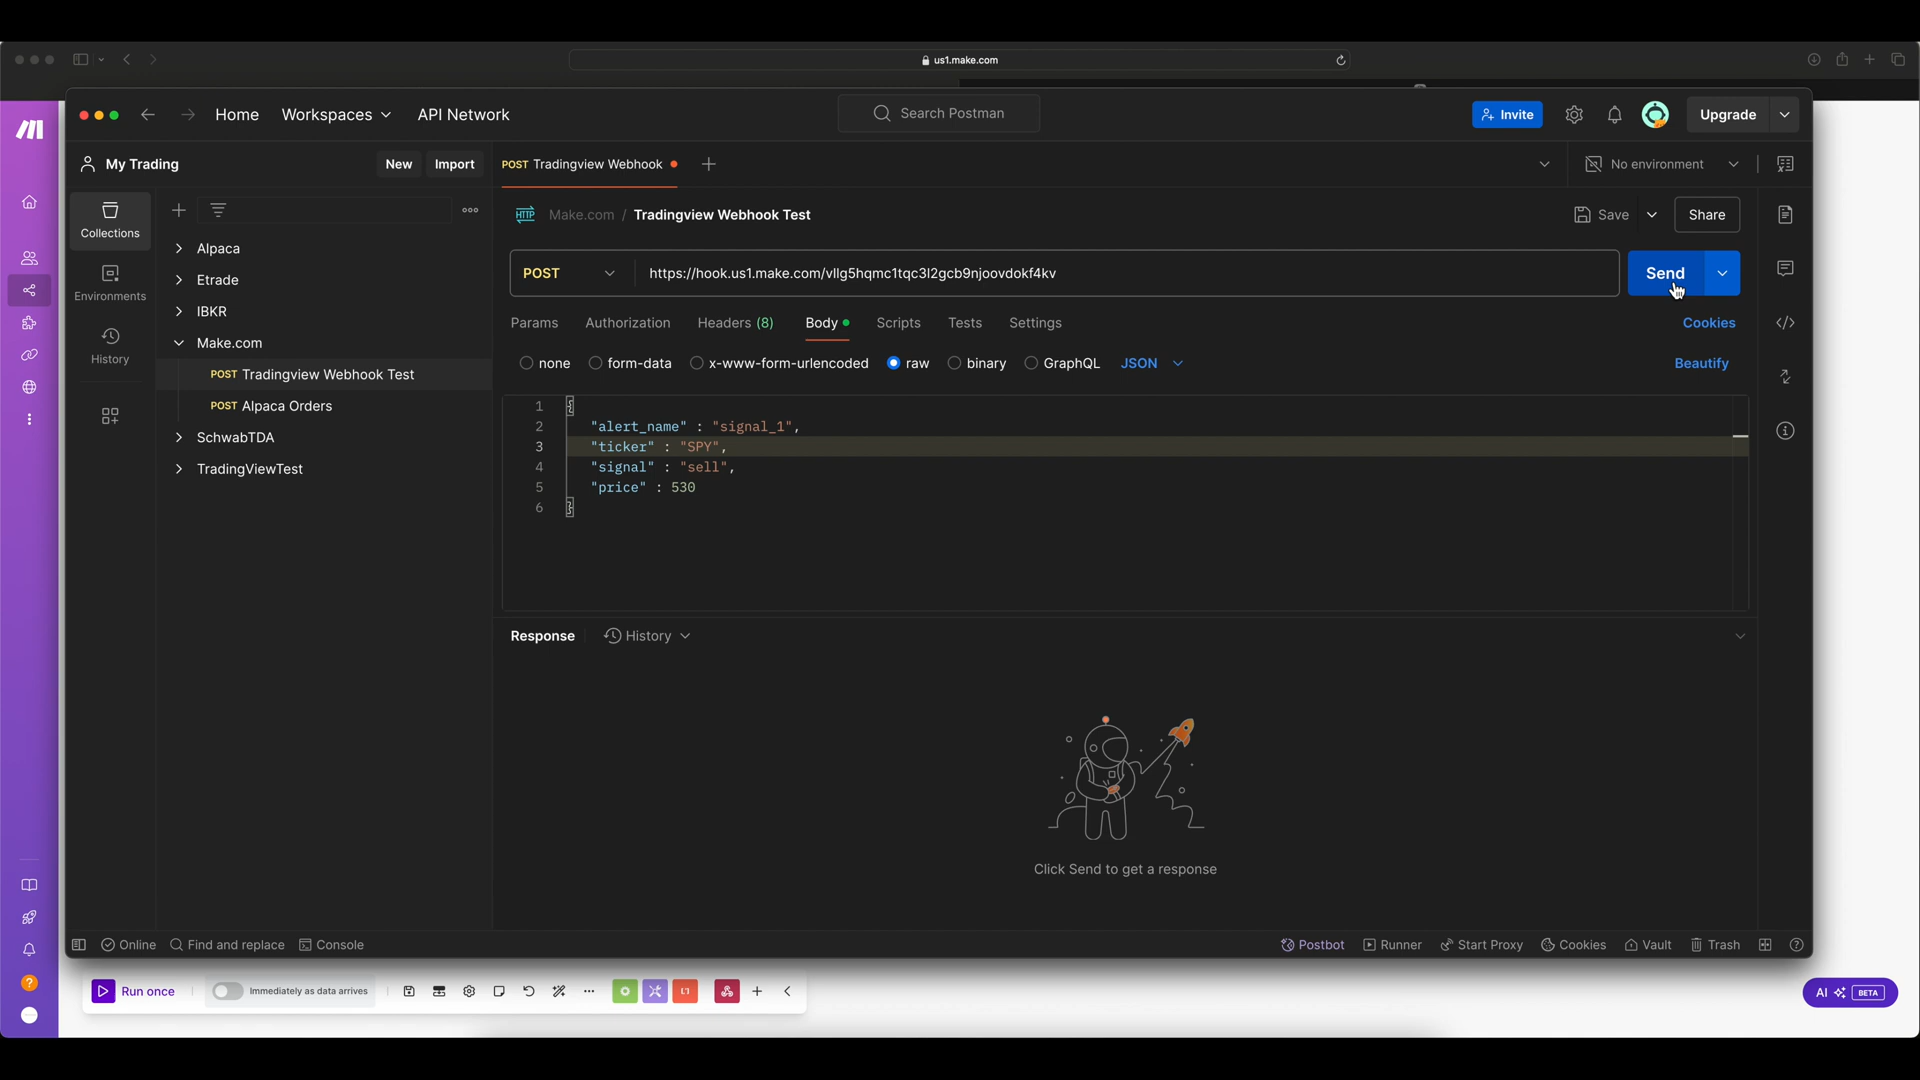 us1.make.com
Home
Workspaces
API Network
Search Postman
Invite
Upgrade
My Trading
New
Import
POST Tradingview Webhook
No environment
Collections
HTTP
Make.com / Tradingview Webhook Test
Save
Share
Alpaca
Environments
Etrade
POST
https://hook.us1.make.com/vllg5hqmc1tqc3l2gcb9njoovdokf4kv
Send
IBKR
History
Make.com
Params
Authorization
Headers (8)
Body
Scripts
Tests
Settings
Cookies
POST Tradingview Webhook Test
none
form-data
x-www-form-urlencoded
raw
binary
GraphQL
JSON
Beautify
POST Alpaca Orders
SchwabTDA
TradingViewTest
1 {
2 "alert_name" : "signal_1",
3 "ticker" : "SPY",
4 "signal" : "sell",
5 "price" : 530
6 }
Response
History
Click Send to get a response
Online
Find and replace
Console
Postbot
Runner
Start Proxy
Cookies
Vault
Trash
Run once
Immediately as data arrives
AI
BETA